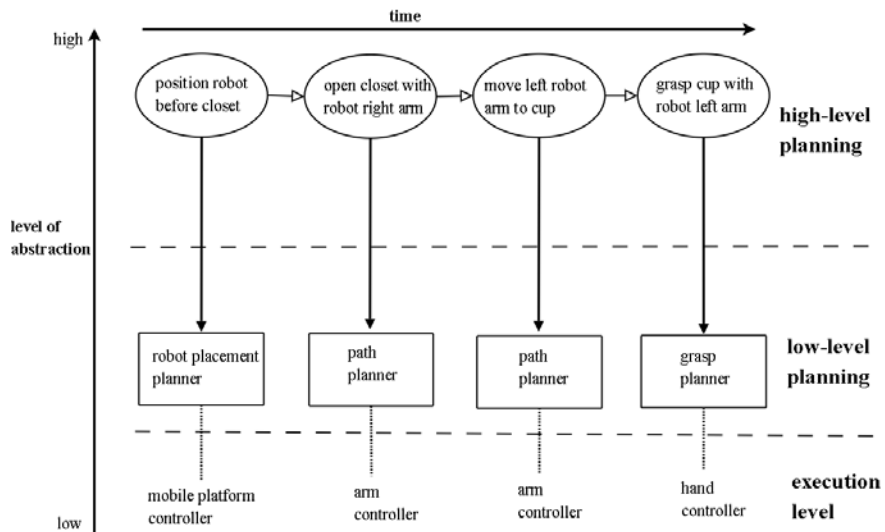 time
high
position robot
before closet
open closet with
robot right arm
move left robot
arm to cup
grasp cup with
robot left arm
high-level
planning
level of
abstraction
robot placement
planner
path
planner
path
planner
grasp
planner
low-level
planning
mobile platform
controller
arm
controller
arm
controller
hand
controller
execution
level
low